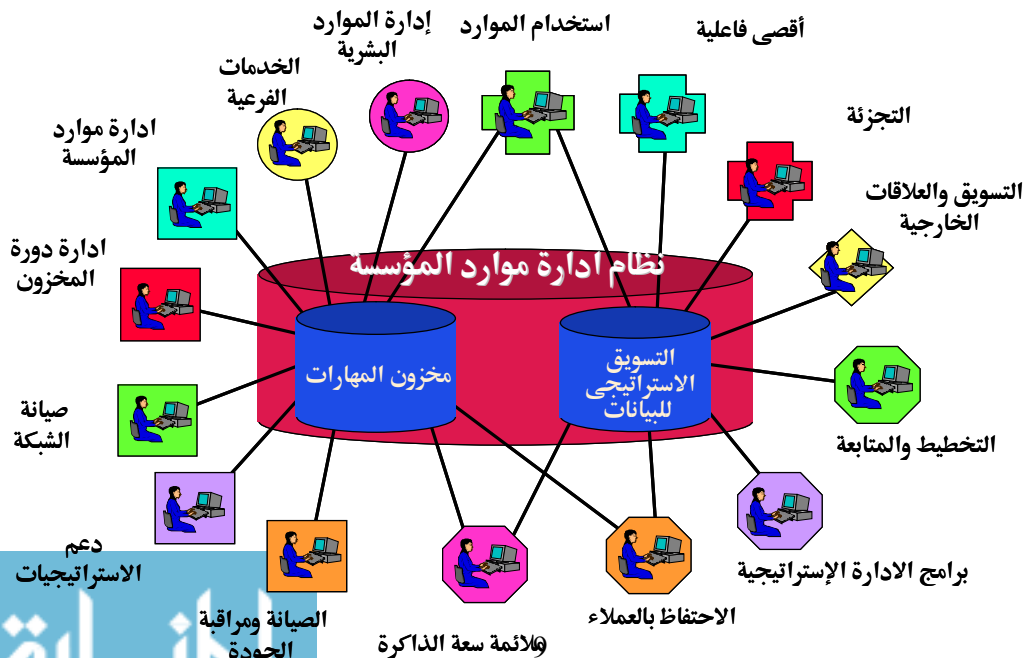 أقصى فاعلية
استخدام الموارد
إدارة الموارد
البشرية
الخدمات
الفرعية
ادارة موارد
المؤسسة
التجزئة
التسويق والعلاقات
الخارجية
ادارة دورة
المخزون
نظام ادارة موارد المؤسسة
التسويق
الاستراتيجى
للبيانات
مخزون المهارات
صيانة
الشبكة
التخطيط والمتابعة
دعم
الاستراتيجيات
برامج الادارة الإستراتيجية
الاحتفاظ بالعملاء
الصيانة ومراقبة
الجودة
ملائمة سعة الذاكرة